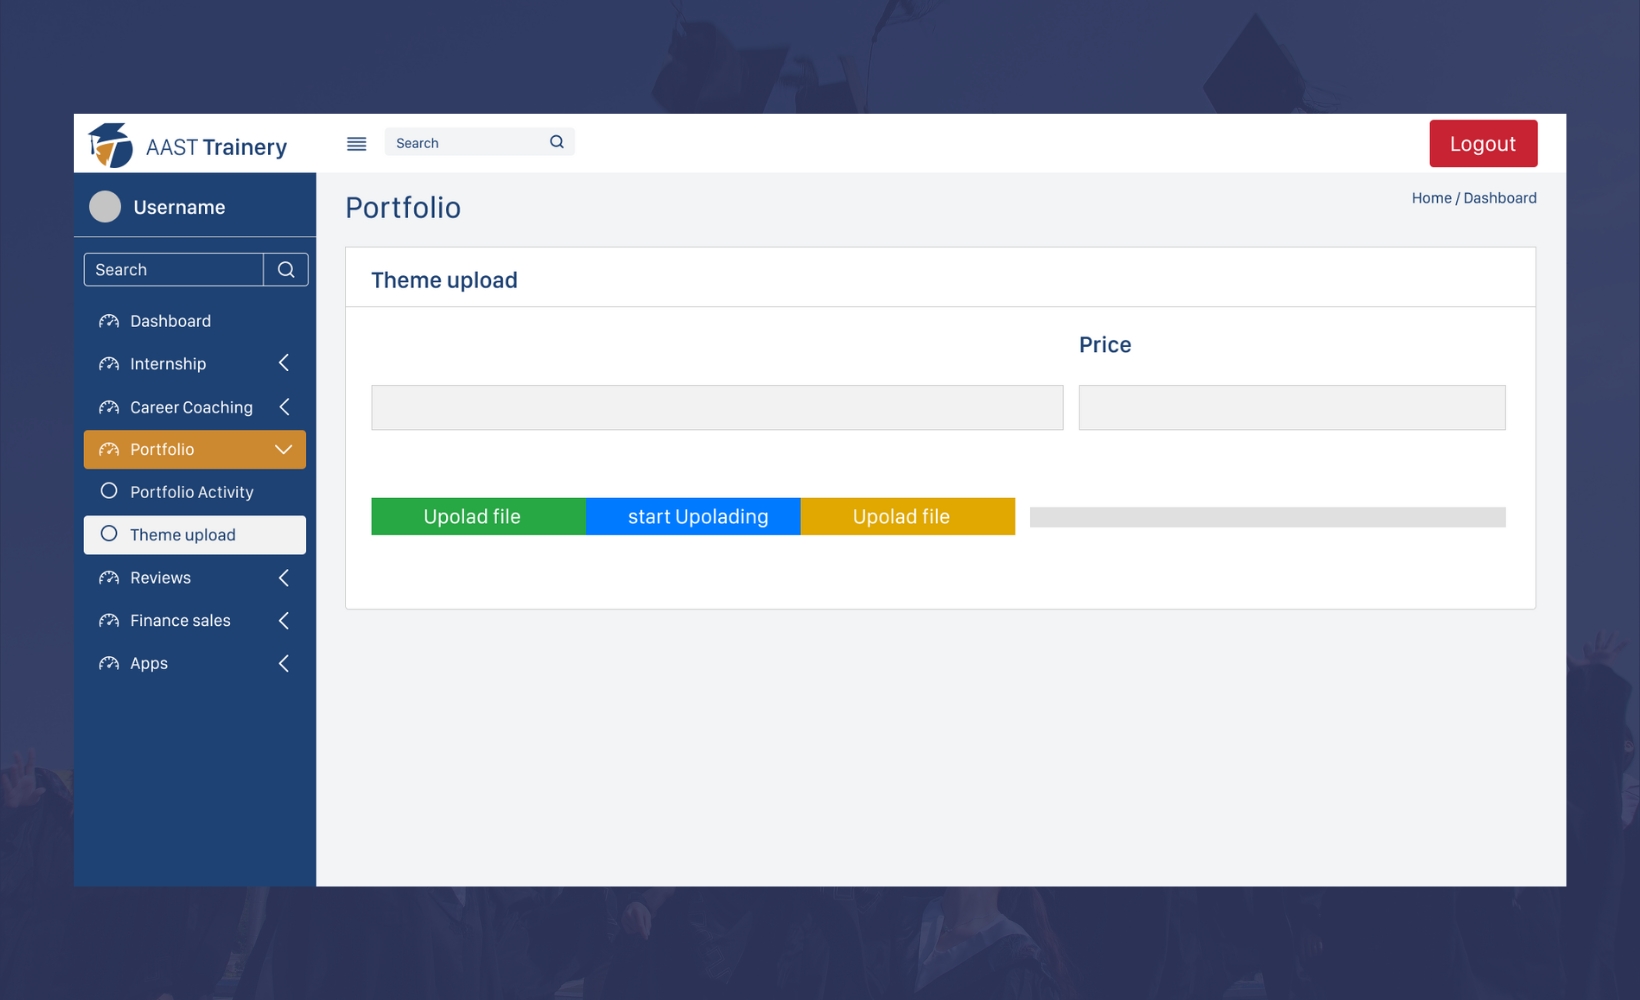 AAST Trainery
Search
Logout
Username
Search
Dashboard
Internship
Career Coaching
Portfolio
Portfolio Activity
Theme upload
Reviews
Finance sales
Apps
Portfolio
Home / Dashboard
Theme upload
Price
Upolad file
start Upolading
Upolad file